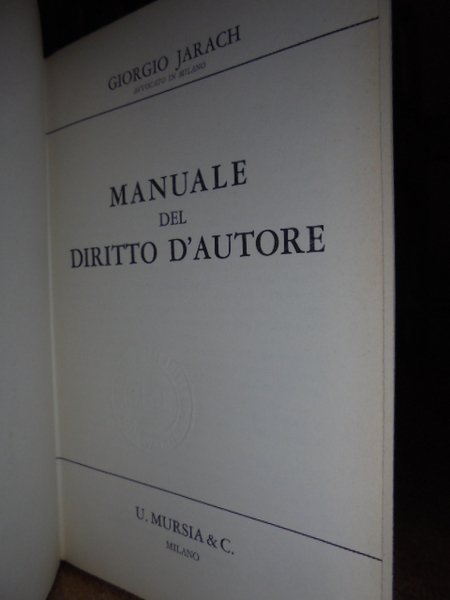 GIORGIO JARACH
AVVOCATO IN MILANO
MANUALE
DEL
DIRITTO D'AUTORE
U. MURSIA & C.
MILANO